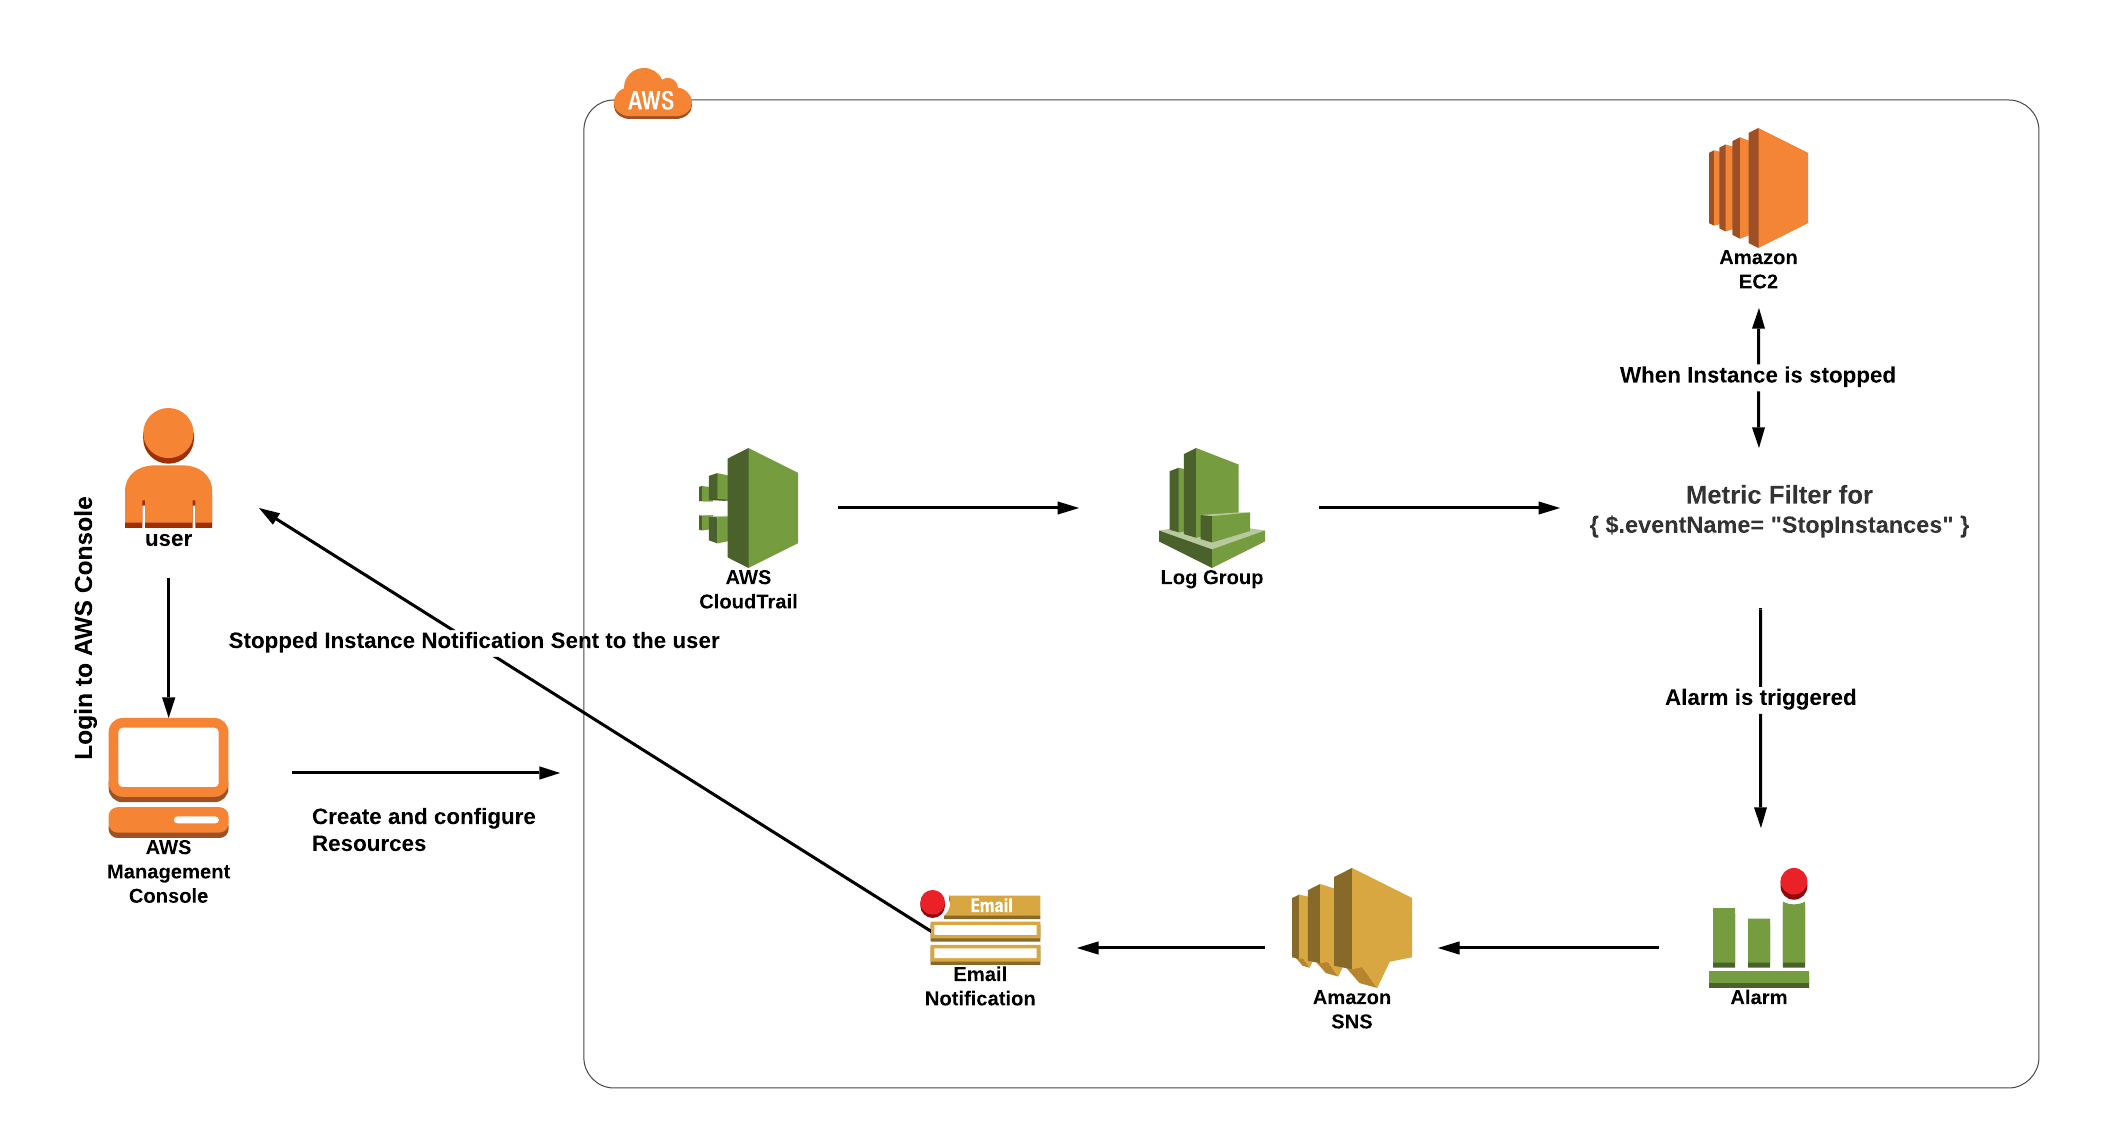 AWS
Amazon
EC2
When Instance is stopped
Metric Filter for
{ $.eventName= "StopInstances" }
user
Login to AWS Console
AWS
CloudTrail
Log Group
Stopped Instance Notification Sent to the user
Alarm is triggered
Create and configure
Resources
AWS
Management
Console
Email
Email
Notification
Amazon
SNS
Alarm